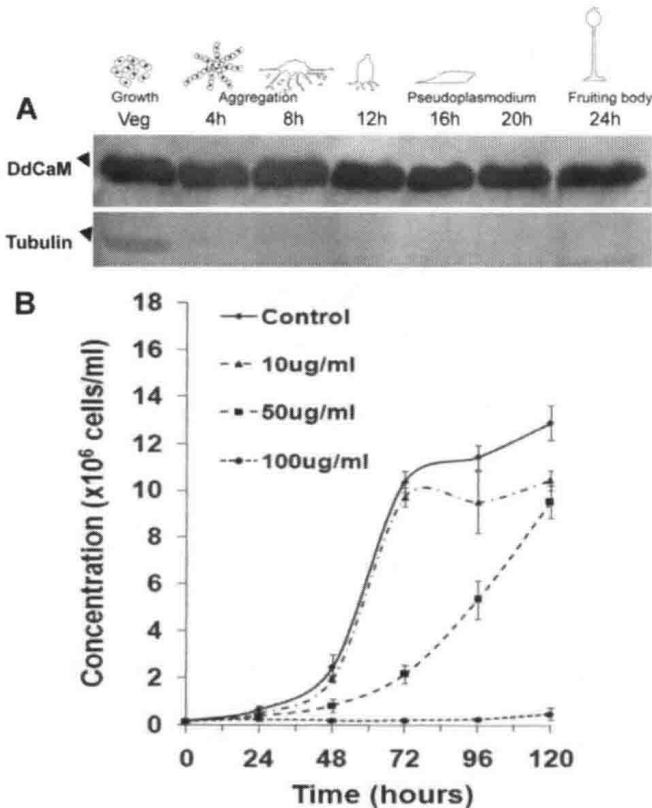 A
Growth Aggregation Pseudoplasmodium Fruiting body
Veg 4h 8h 12h 16h 20h 24h
DdCaM
Tubulin
B
Concentration (x10⁶ cells/ml)
18
16
14
12
10
8
6
4
2
0
Control
10ug/ml
50ug/ml
100ug/ml
0 24 48 72 96 120
Time (hours)